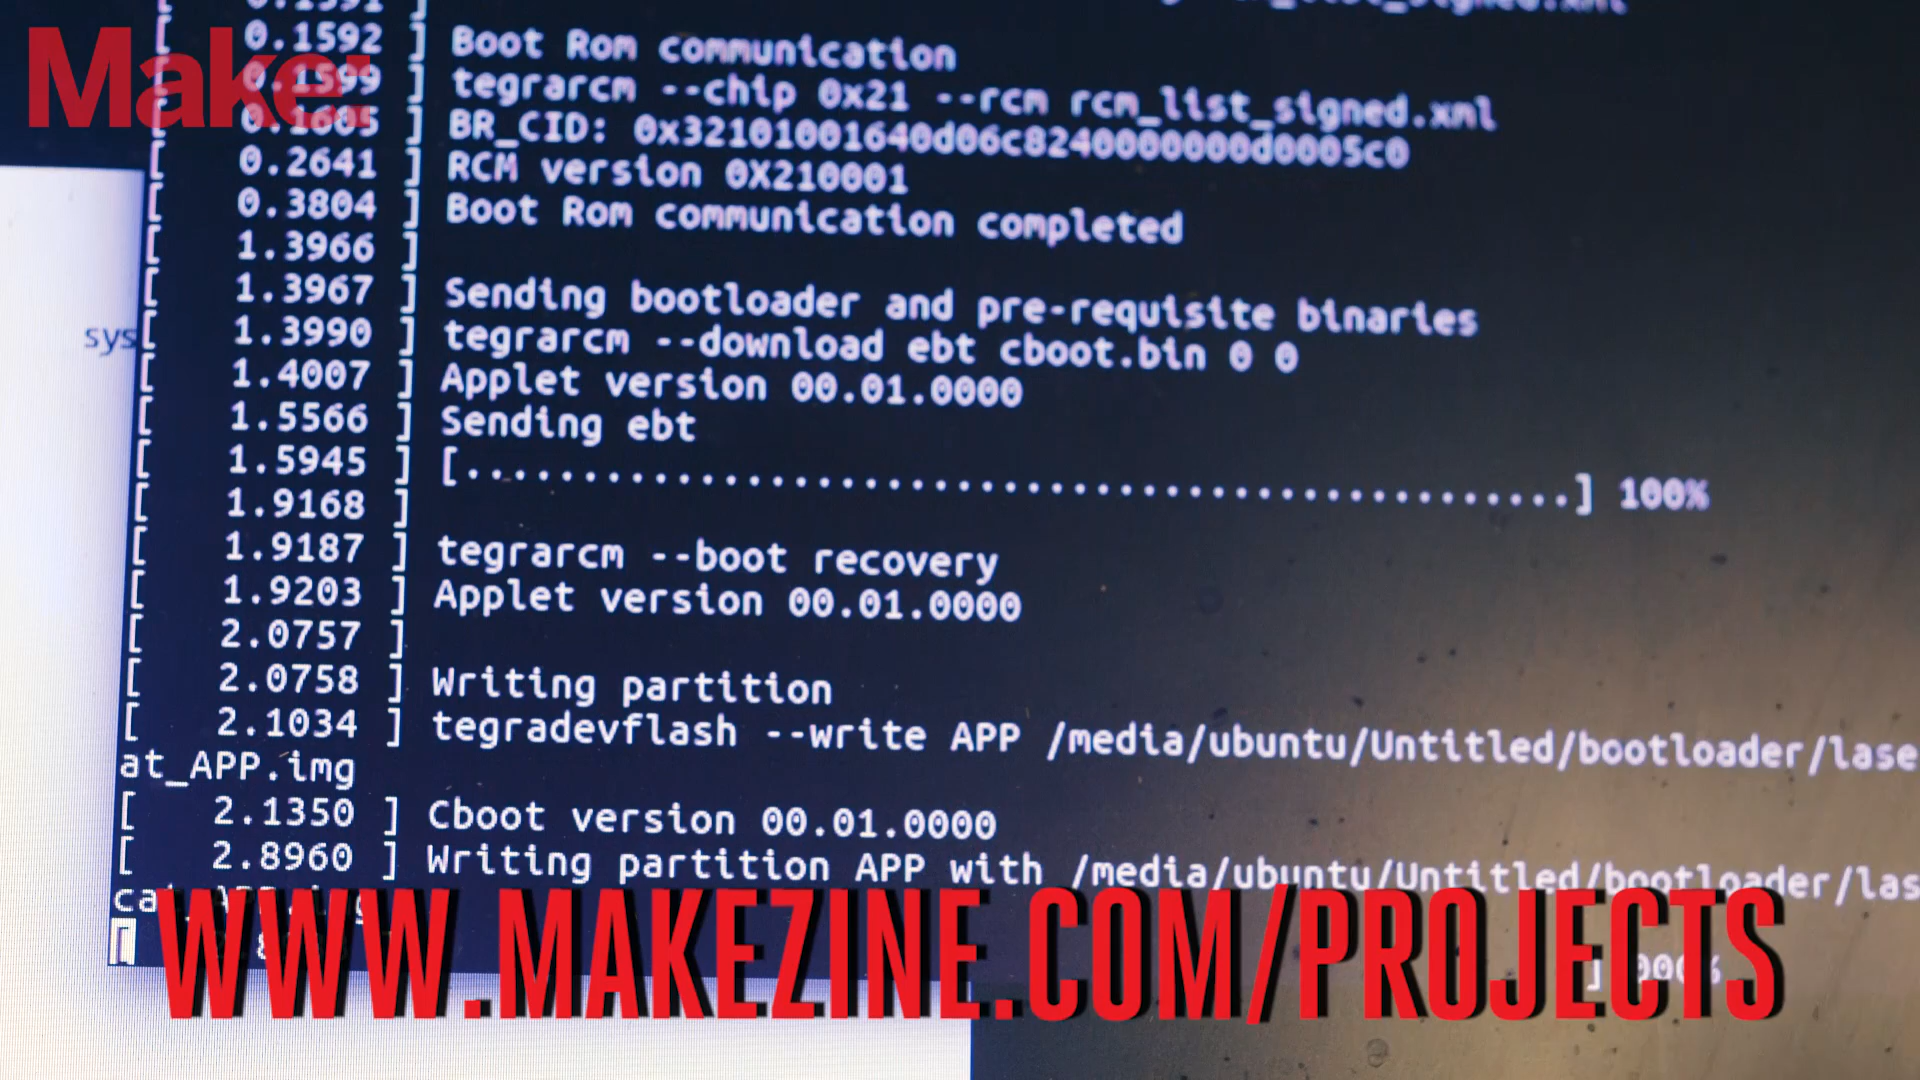 Make:
[ 0.1592 ] Boot Rom communication
[ 0.1599 ] tegrarcm --chip 0x21 --rcm rcm_list_signed.xml
[ 0.1605 ] BR_CID: 0x32101001640d06c8240000000d0005c0
[ 0.2641 ] RCM version 0X210001
[ 0.3804 ] Boot Rom communication completed
[ 1.3966 ]
[ 1.3967 ] Sending bootloader and pre-requisite binaries
sys
[ 1.3990 ] tegrarcm --download ebt cboot.bin 0 0
[ 1.4007 ] Applet version 00.01.0000
[ 1.5566 ] Sending ebt
[ 1.5945 ] [................................................] 100%
[ 1.9168 ]
[ 1.9187 ] tegrarcm --boot recovery
[ 1.9203 ] Applet version 00.01.0000
[ 2.0757 ]
[ 2.0758 ] Writing partition
[ 2.1034 ] tegradevflash --write APP /media/ubuntu/Untitled/bootloader/lase
at_APP.img
[ 2.1350 ] Cboot version 00.01.0000
[ 2.8960 ] Writing partition APP with /media/ubuntu/Untitled/bootloader/las
WWW.MAKEZINE.COM/PROJECTS